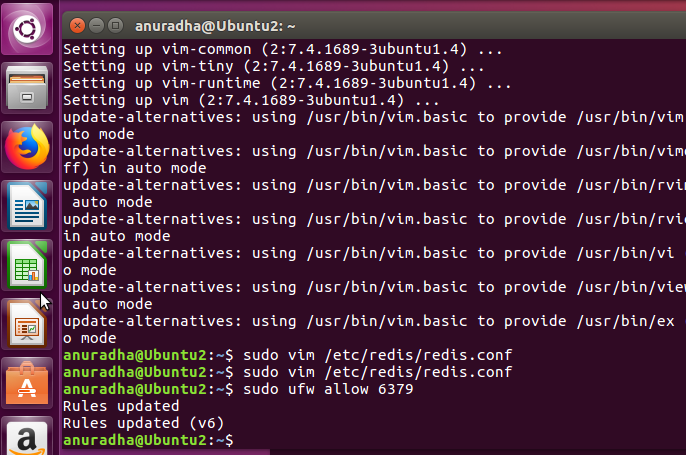 anuradha@Ubuntu2: ~
Setting up vim-common (2:7.4.1689-3ubuntu1.4) ...
Setting up vim-tiny (2:7.4.1689-3ubuntu1.4) ...
Setting up vim-runtime (2:7.4.1689-3ubuntu1.4) ...
Setting up vim (2:7.4.1689-3ubuntu1.4) ...
update-alternatives: using /usr/bin/vim.basic to provide /usr/bin/vim
uto mode
update-alternatives: using /usr/bin/vim.basic to provide /usr/bin/vim
ff) in auto mode
update-alternatives: using /usr/bin/vim.basic to provide /usr/bin/rvi
 auto mode
update-alternatives: using /usr/bin/vim.basic to provide /usr/bin/rvi
in auto mode
update-alternatives: using /usr/bin/vim.basic to provide /usr/bin/vi (
o mode
update-alternatives: using /usr/bin/vim.basic to provide /usr/bin/view
 auto mode
update-alternatives: using /usr/bin/vim.basic to provide /usr/bin/ex (
o mode
anuradha@Ubuntu2:~$ sudo vim /etc/redis/redis.conf
anuradha@Ubuntu2:~$ sudo vim /etc/redis/redis.conf
anuradha@Ubuntu2:~$ sudo ufw allow 6379
Rules updated
Rules updated (v6)
anuradha@Ubuntu2:~$